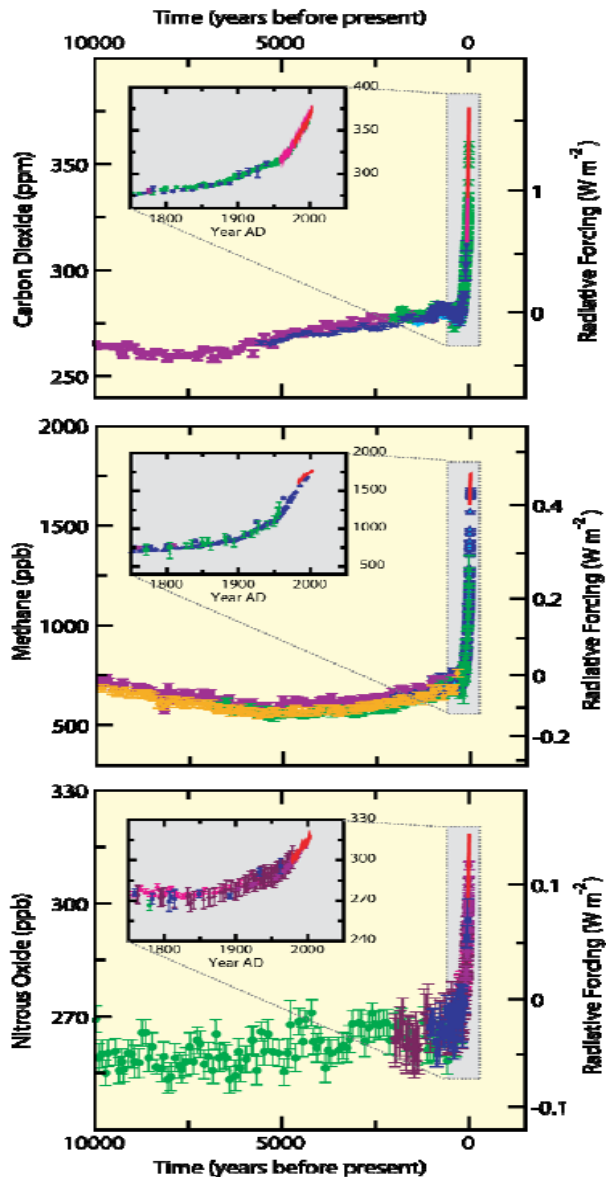 Time (years before present)
10000 5000 0
400
350
300
1800 1900 2000
Year AD
350
300
250
Carbon Dioxide (ppm)
1
0
Radiative Forcing (W m-2)
2000
1500
1000
500
1800 1900 2000
Year AD
2000
1500
1000
500
Methane (ppb)
0.4
0.2
0
-0.2
Radiative Forcing (W m-2)
330
300
270
240
1800 1900 2000
Year AD
330
300
270
Nitrous Oxide (ppb)
0.1
0
-0.1
Radiative Forcing (W m-2)
10000 5000 0
Time (years before present)